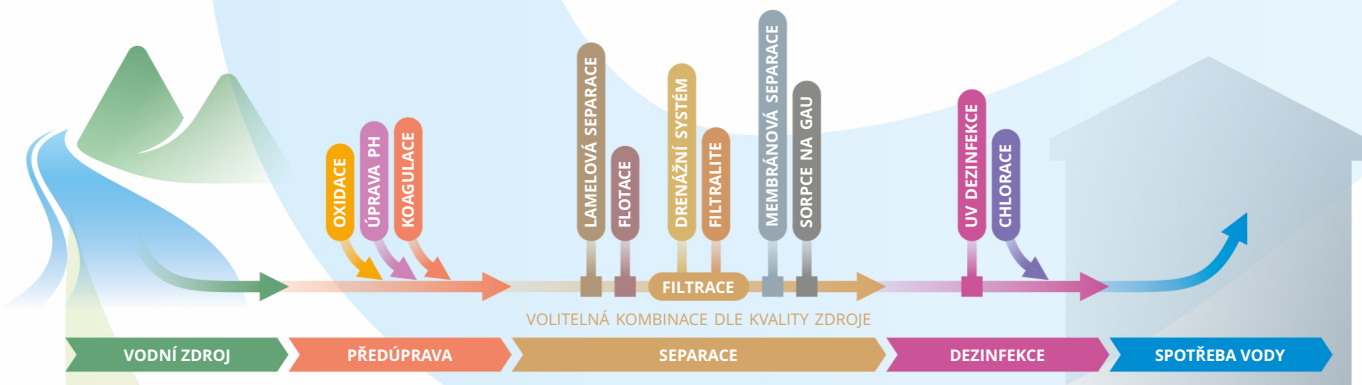 OXIDACE
ÚPRAVA PH
KOAGULACE
LAMELOVÁ SEPARACE
FLOTACE
DRENÁŽNÍ SYSTÉM
FILTRALITE
MEMBRÁNOVÁ SEPARACE
SORPCE NA GAU
UV DEZINFEKCE
CHLORACE
FILTRACE
VOLITELNÁ KOMBINACE DLE KVALITY ZDROJE
VODNÍ ZDROJ
PŘEDÚPRAVA
SEPARACE
DEZINFEKCE
SPOTŘEBA VODY